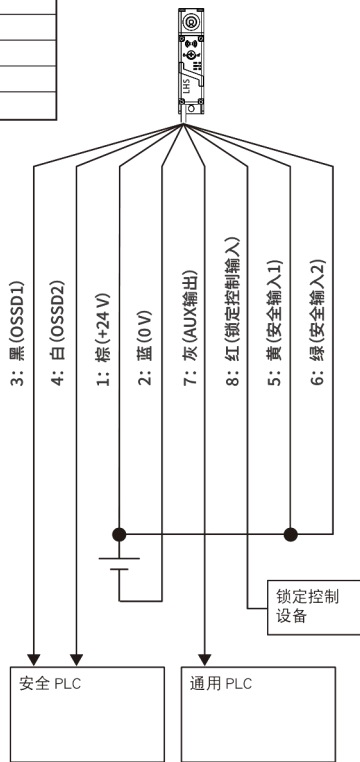 LHS
3：黑（OSSD1）
4：白（OSSD2）
1：棕（+24 V）
2：蓝（0 V）
7：灰（AUX输出）
8：红（锁定控制输入）
5：黄（安全输入1）
6：绿（安全输入2）
锁定控制
设备
安全 PLC
通用 PLC